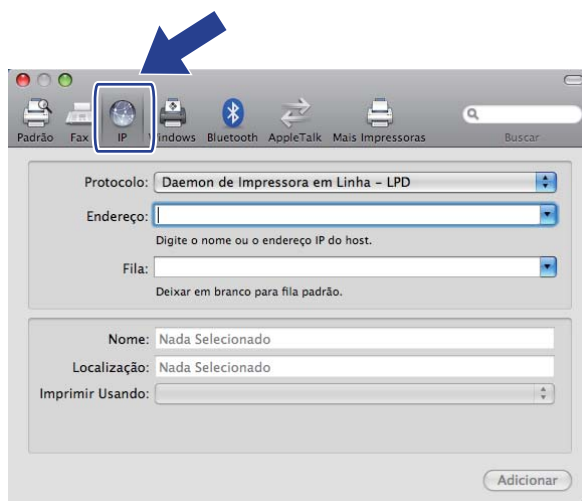 Padrão Fax IP Windows Bluetooth AppleTalk Mais Impressoras Buscar
Protocolo: Daemon de Impressora em Linha – LPD
Endereço:
Digite o nome ou o endereço IP do host.
Fila:
Deixar em branco para fila padrão.
Nome: Nada Selecionado
Localização: Nada Selecionado
Imprimir Usando:
Adicionar